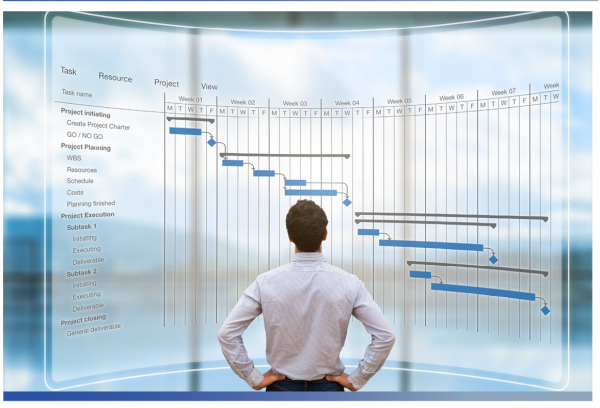 Task Resource Project View
Task name
Week 01 Week 02 Week 03 Week 04 Week 05 Week 06 Week 07 Week
M T W T F M T W T F M T W T F M T W T F M T W T F M T W T F M T W T F M T W
Project Initiating
Create Project Charter
GO / NO GO
Project Planning
WBS
Resources
Schedule
Costs
Planning finished
Project Execution
Subtask 1
Initiating
Executing
Deliverable
Subtask 2
Initiating
Executing
Deliverable
Project closing
General deliverable